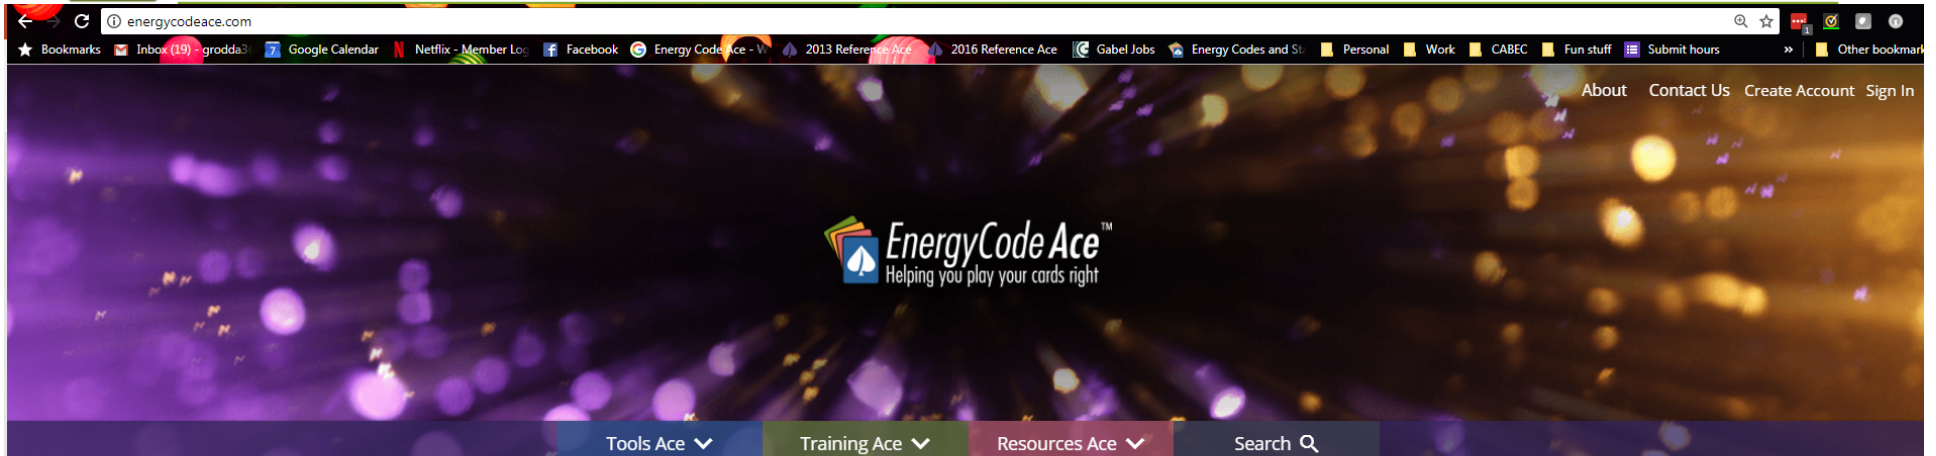 energycodeace.com
Bookmarks Inbox (19) - grodda3 7 Google Calendar Netflix - Member Log Facebook Energy Code Ace - W 2013 Reference Ace 2016 Reference Ace Gabel Jobs Energy Codes and Sta Personal Work CABEC Fun stuff Submit hours » Other bookmark
About Contact Us Create Account Sign In
EnergyCode Ace™
Helping you play your cards right
Tools Ace Training Ace Resources Ace Search